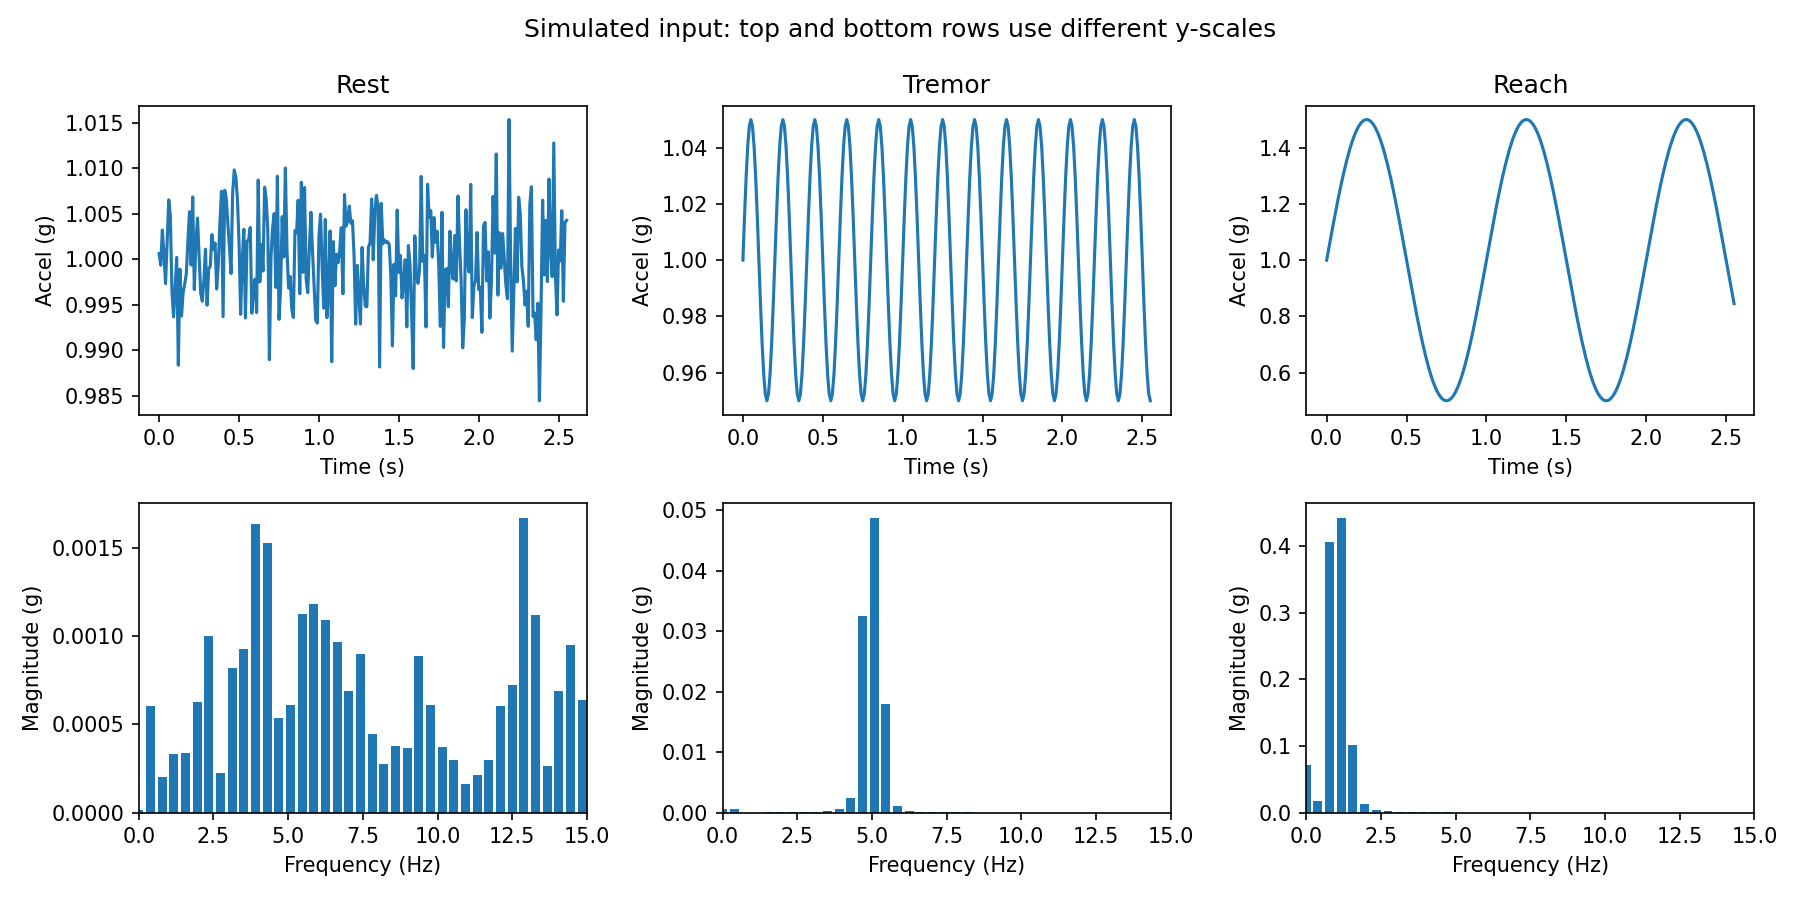 Simulated input: top and bottom rows use different y-scales
Rest
Accel (g)
1.015
1.010
1.005
1.000
0.995
0.990
0.985
0.0 0.5 1.0 1.5 2.0 2.5
Time (s)
Tremor
Accel (g)
1.04
1.02
1.00
0.98
0.96
0.0 0.5 1.0 1.5 2.0 2.5
Time (s)
Reach
Accel (g)
1.4
1.2
1.0
0.8
0.6
0.0 0.5 1.0 1.5 2.0 2.5
Time (s)
Magnitude (g)
0.0015
0.0010
0.0005
0.0000
0.0 2.5 5.0 7.5 10.0 12.5 15.0
Frequency (Hz)
Magnitude (g)
0.05
0.04
0.03
0.02
0.01
0.00
0.0 2.5 5.0 7.5 10.0 12.5 15.0
Frequency (Hz)
Magnitude (g)
0.4
0.3
0.2
0.1
0.0
0.0 2.5 5.0 7.5 10.0 12.5 15.0
Frequency (Hz)